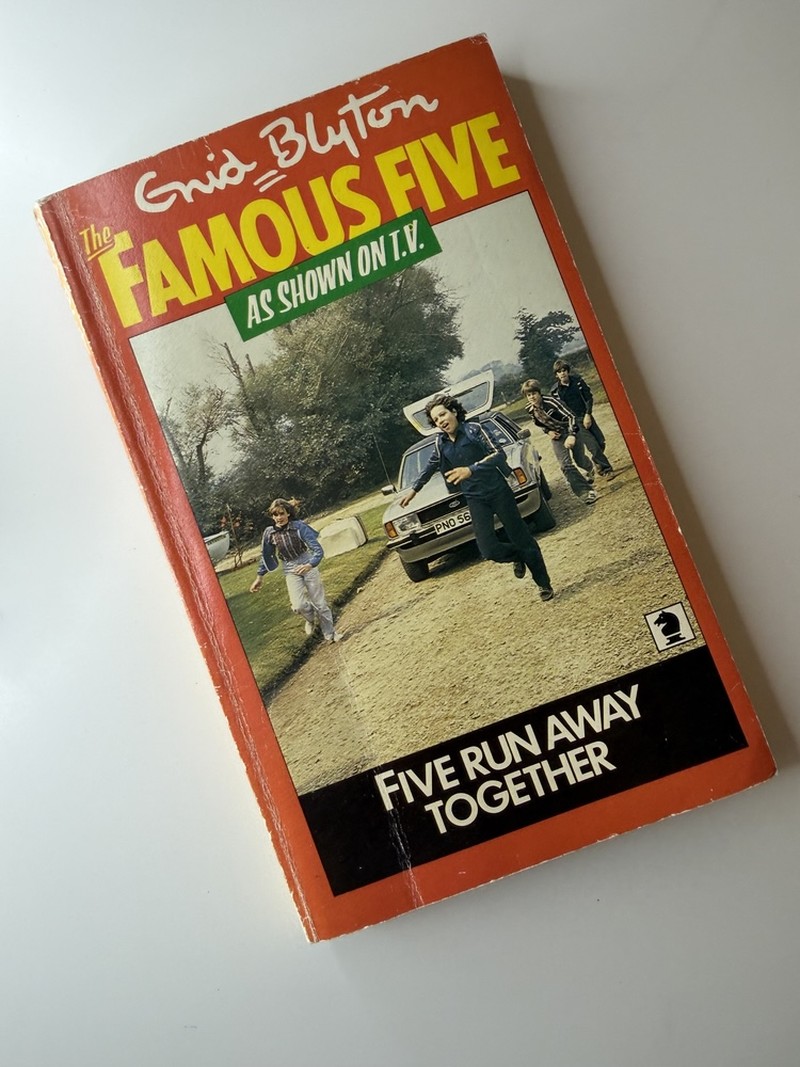 Enid Blyton
The
FAMOUS FIVE
AS SHOWN ON T.V.
PNO 56
FIVE RUN AWAY
TOGETHER